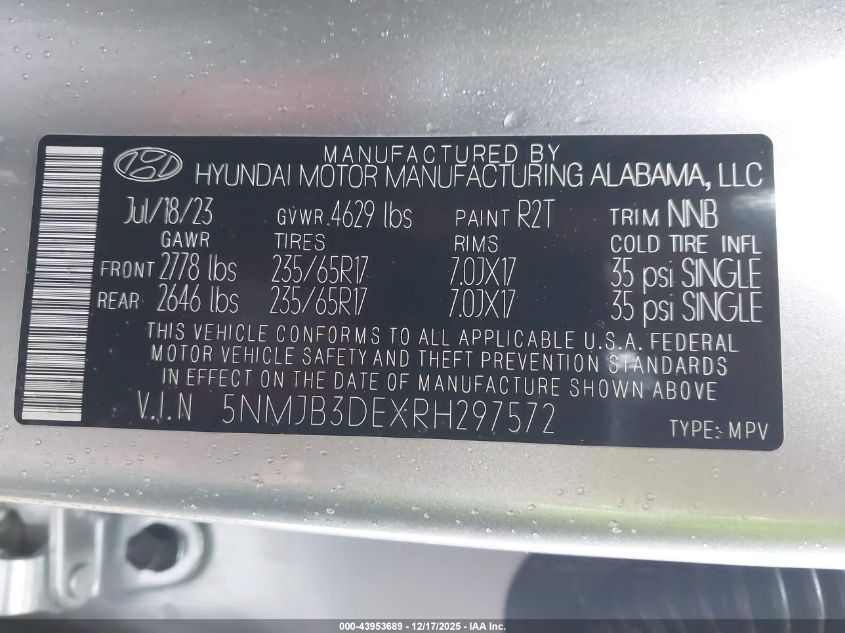 MANUFACTURED BY
HYUNDAI MOTOR MANUFACTURING ALABAMA, LLC
Jul/18/23 GVWR.4629 lbs PAINT R2T TRIM NNB
GAWR TIRES RIMS COLD TIRE INFL
FRONT 2778 lbs 235/65R17 7.0JX17 35 psi SINGLE
REAR 2646 lbs 235/65R17 7.0JX17 35 psi SINGLE
THIS VEHICLE CONFORMS TO ALL APPLICABLE U.S.A. FEDERAL
MOTOR VEHICLE SAFETY AND THEFT PREVENTION STANDARDS
IN EFFECT ON THE DATE OF MANUFACTURE SHOWN ABOVE
V.I.N 5NMJB3DEXRH297572 TYPE: MPV
000-43953689 - 12/17/2025 - IAA Inc.